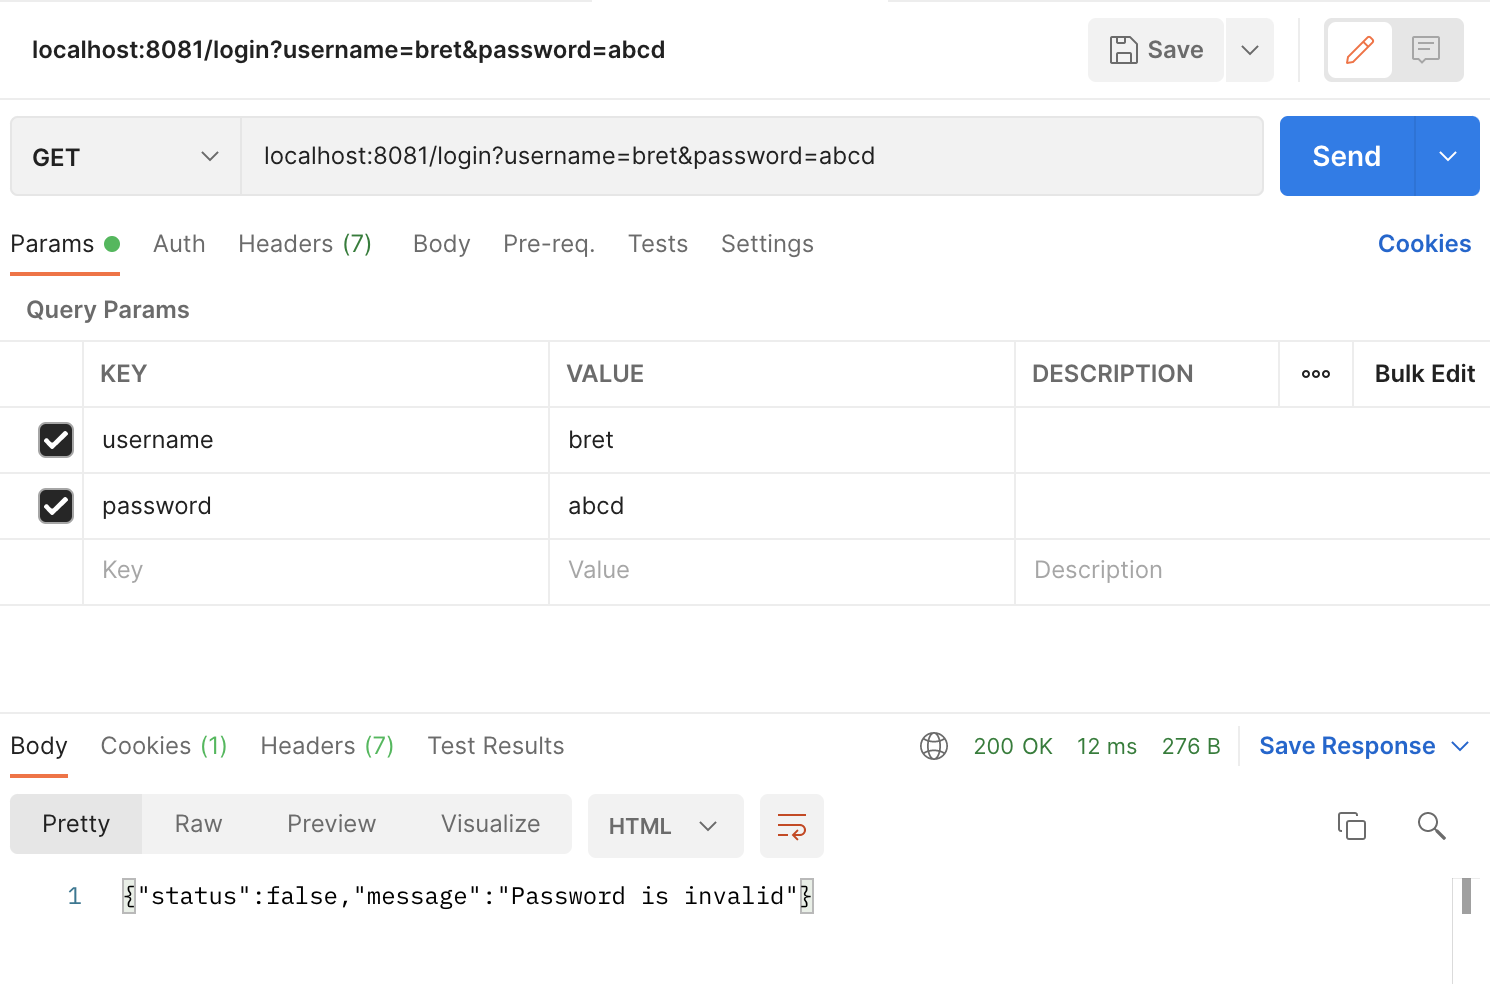 localhost:8081/login?username=bret&password=abcd
Save
GET
localhost:8081/login?username=bret&password=abcd
Send
Params Auth Headers (7) Body Pre-req. Tests Settings Cookies
Query Params
KEY VALUE DESCRIPTION ooo Bulk Edit
username bret
password abcd
Key Value Description
Body Cookies (1) Headers (7) Test Results 200 OK 12 ms 276 B Save Response
Pretty Raw Preview Visualize HTML
1 {"status":false,"message":"Password is invalid"}